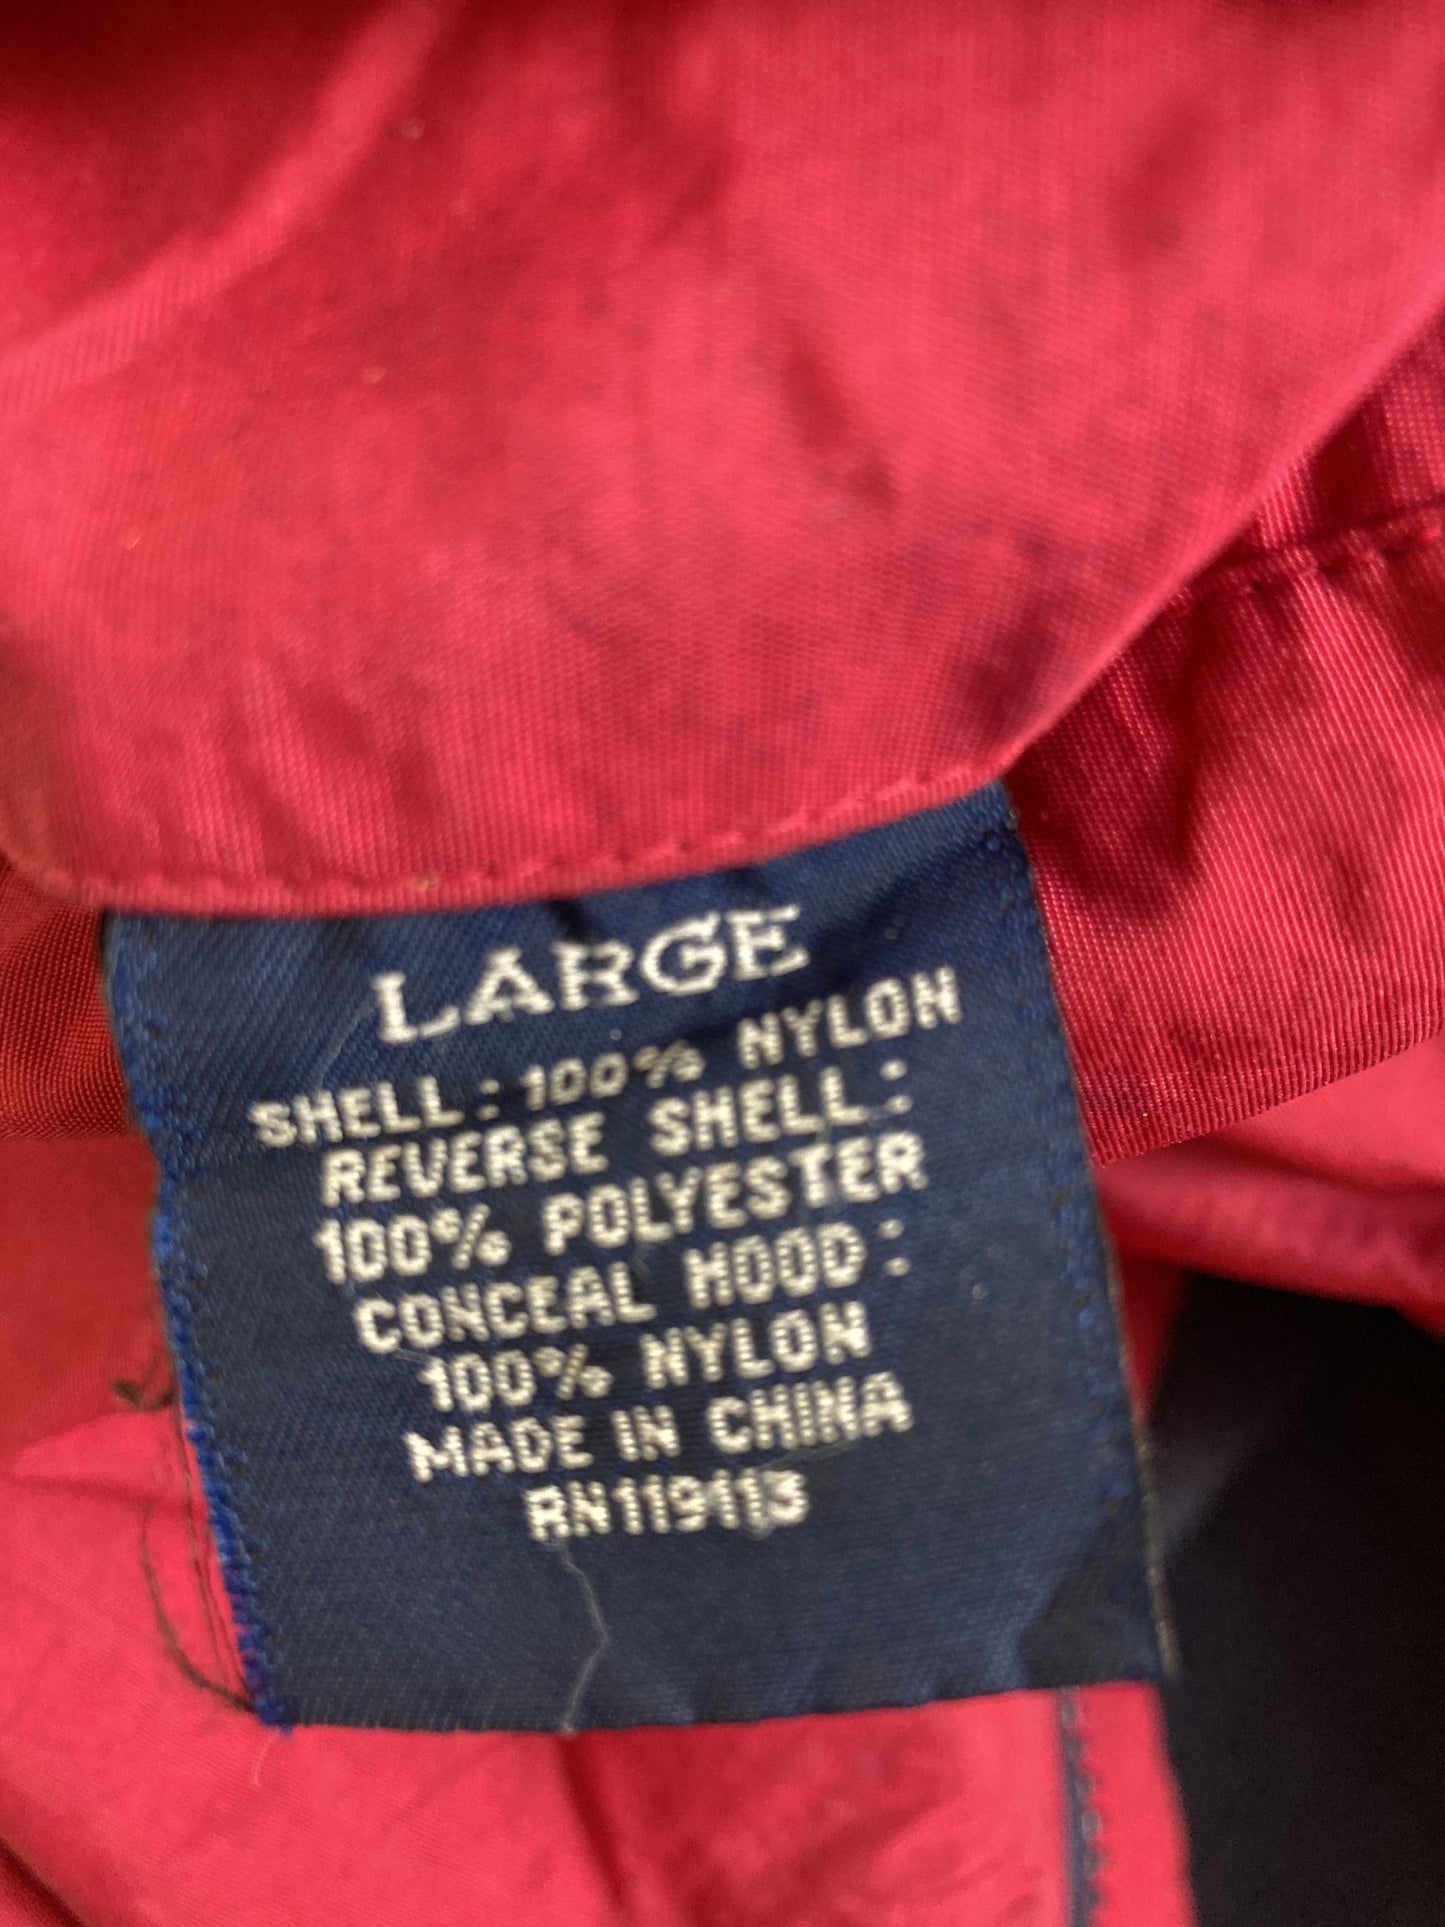 LARGE
SHELL: 100% NYLON
REVERSE SHELL:
100% POLYESTER
CONCEAL HOOD:
100% NYLON
MADE IN CHINA
RN119113